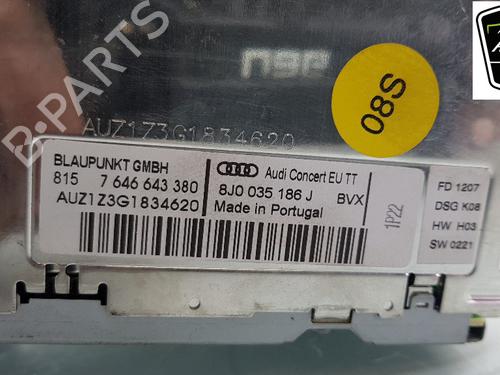 B-PARTS
08S
AUZ1Z3G1834620
BLAUPUNKT GMBH
815 7 646 643 380
AUZ1Z3G1834620
Audi Concert EU TT
8J0 035 186 J BVX
Made in Portugal
1P22
FD 1207
DSG K08
HW H03
SW 0221